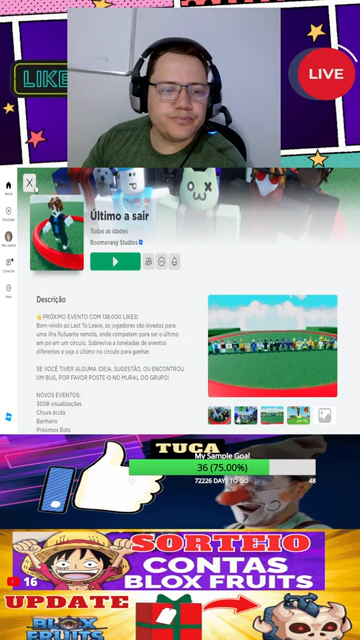 LIKE
LIVE
Último a sair
Todas as idades
Boomerang Studios
Descrição
👋PRÓXIMO EVENTO COM 138.000 LIKES!
Bem-vindo ao Last To Leave, os jogadores são levados para
uma ilha flutuante remota, onde competem para ser o último
em pé em um círculo. Sobreviva a toneladas de eventos
diferentes e seja o último no círculo para ganhar.
SE VOCÊ TIVER ALGUMA IDEIA, SUGESTÃO, OU ENCONTROU
UM BUG, POR FAVOR POSTE-O NO MURAL DO GRUPO!
NOVOS EVENTOS:
3008 visualizações
Chuva ácida
Banheiro
Próximos Bots
TUCA
My Sample Goal
36 (75.00%)
0
72226 DAYS TO GO
48
SORTEIO
CONTAS
BLOX FRUITS
16
UPDATE
BLOX
FRUITS